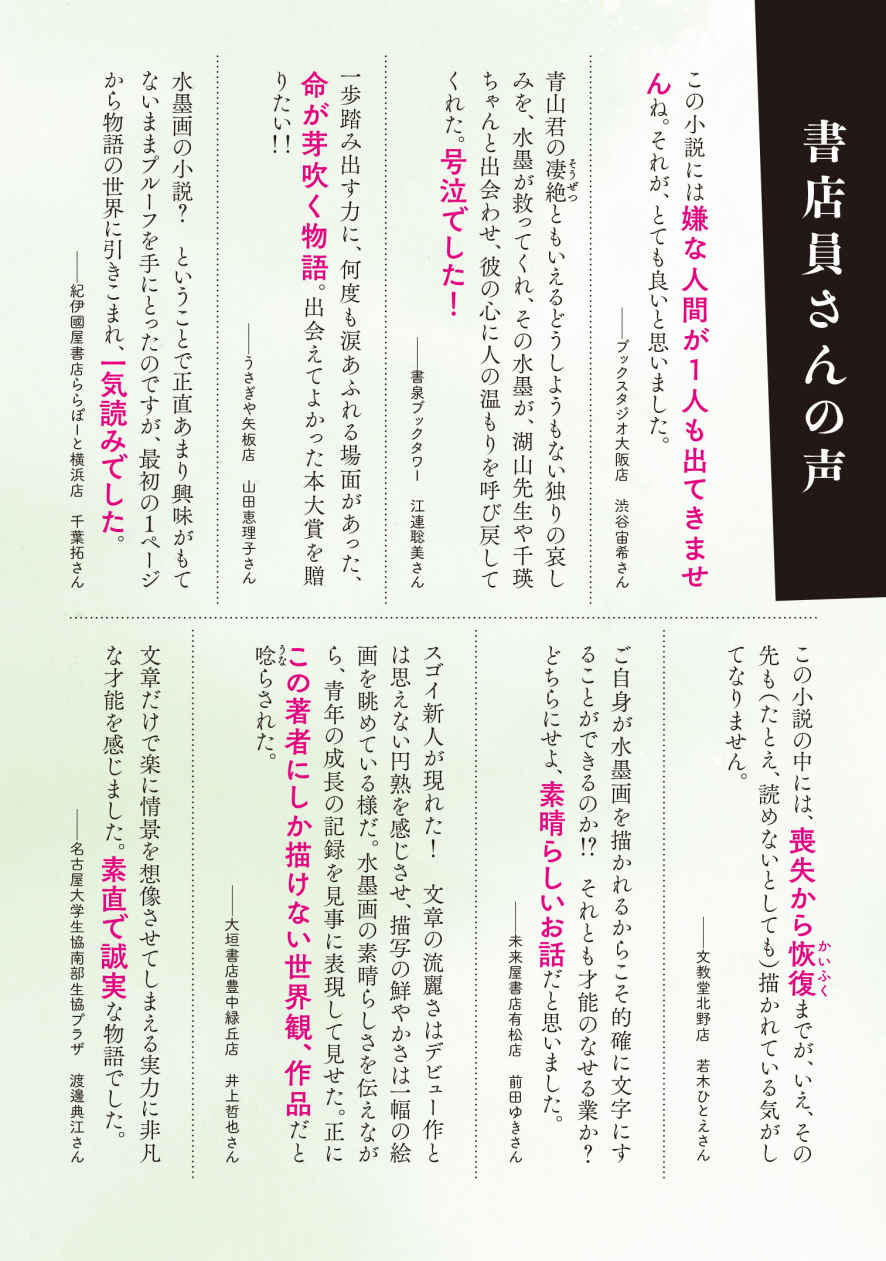 書店員さんの声
この小説には嫌な人間が１人も出てきませ
んね。それが、とても良いと思いました。
――ブックスタジオ大阪店　渋谷宙希さん
青山君の凄絶ともいえるどうしようもない独りの哀し
そうぜつ
みを、水墨が救ってくれ、その水墨が、湖山先生や千瑛
ちゃんと出会わせ、彼の心に人の温もりを呼び戻して
くれた。号泣でした！
――書泉ブックタワー　江連聡美さん
一歩踏み出す力に、何度も涙あふれる場面があった、
命が芽吹く物語。出会えてよかった本大賞を贈
りたい！！
――うさぎや矢板店　山田恵理子さん
水墨画の小説？　ということで正直あまり興味がもて
ないままプルーフを手にとったのですが、最初の１ページ
から物語の世界に引きこまれ、一気読みでした。
――紀伊國屋書店ららぽーと横浜店　千葉拓さん
この小説の中には、喪失から恢復までが、いえ、その
かいふく
先も（たとえ、読めないとしても）描かれている気がし
てなりません。
――文教堂北野店　若木ひとえさん
ご自身が水墨画を描かれるからこそ的確に文字にす
ることができるのか！？　それとも才能のなせる業か？
どちらにせよ、素晴らしいお話だと思いました。
――未来屋書店有松店　前田ゆきさん
スゴイ新人が現れた！　文章の流麗さはデビュー作と
は思えない円熟を感じさせ、描写の鮮やかさは一幅の絵
画を眺めている様だ。水墨画の素晴らしさを伝えなが
ら、青年の成長の記録を見事に表現して見せた。正に
この著者にしか描けない世界観、作品だと
唸らされた。
うな
――大垣書店豊中緑丘店　井上哲也さん
文章だけで楽に情景を想像させてしまえる実力に非凡
な才能を感じました。素直で誠実な物語でした。
――名古屋大学生協南部生協プラザ　渡邉典江さん